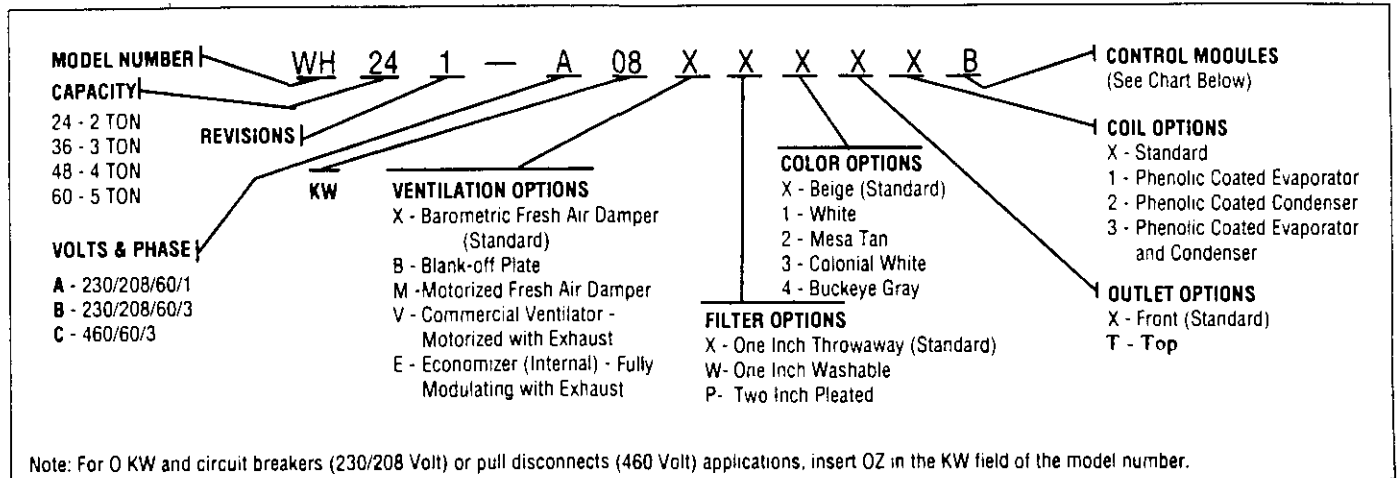 MODEL NUMBER
WH 24 1 — A 08 X X X X X B
CONTROL MODULES
(See Chart Below)
CAPACITY
24 - 2 TON
36 - 3 TON
48 - 4 TON
60 - 5 TON
REVISIONS
VOLTS & PHASE
A - 230/208/60/1
B - 230/208/60/3
C - 460/60/3
KW
VENTILATION OPTIONS
X - Barometric Fresh Air Damper
(Standard)
B - Blank-off Plate
M - Motorized Fresh Air Damper
V - Commercial Ventilator -
Motorized with Exhaust
E - Economizer (Internal) - Fully
Modulating with Exhaust
FILTER OPTIONS
X - One Inch Throwaway (Standard)
W- One Inch Washable
P- Two Inch Pleated
COLOR OPTIONS
X - Beige (Standard)
1 - White
2 - Mesa Tan
3 - Colonial White
4 - Buckeye Gray
COIL OPTIONS
X - Standard
1 - Phenolic Coated Evaporator
2 - Phenolic Coated Condenser
3 - Phenolic Coated Evaporator
and Condenser
OUTLET OPTIONS
X - Front (Standard)
T - Top
Note: For O KW and circuit breakers (230/208 Volt) or pull disconnects (460 Volt) applications, insert OZ in the KW field of the model number.